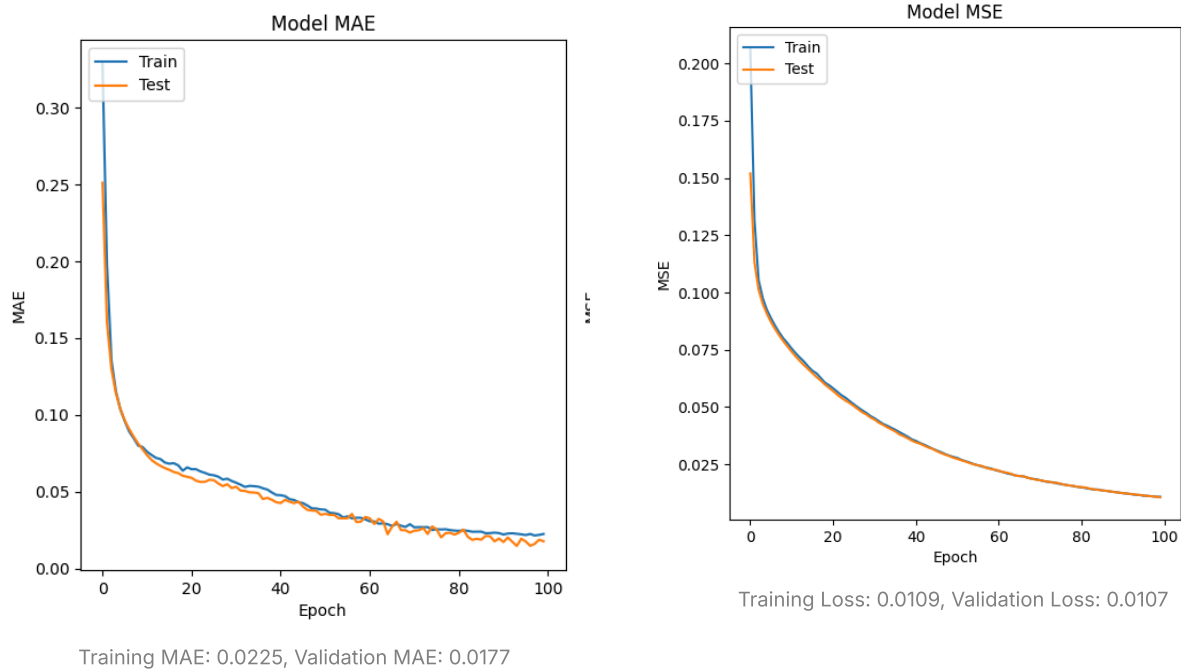 Model MAE
Train
Test
0.30
0.25
0.20
0.15
0.10
0.05
0.00
MAE
0
20
40
60
80
100
Epoch
Training MAE: 0.0225, Validation MAE: 0.0177
Model MSE
Train
Test
0.200
0.175
0.150
0.125
0.100
0.075
0.050
0.025
MSE
0
20
40
60
80
100
Epoch
Training Loss: 0.0109, Validation Loss: 0.0107